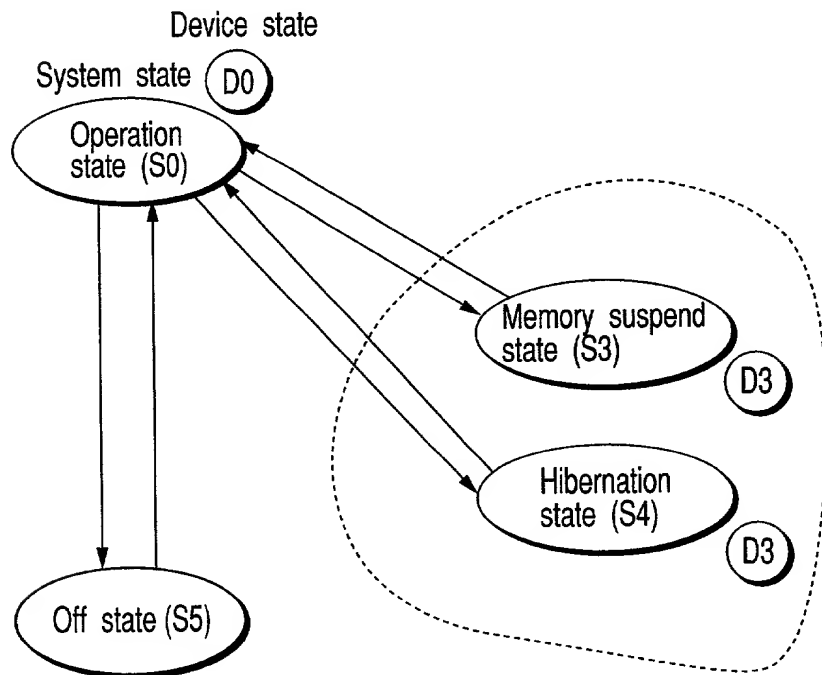 Device state
System state
D0
Operation
state (S0)
Memory suspend
state (S3)
D3
Hibernation
state (S4)
D3
Off state (S5)